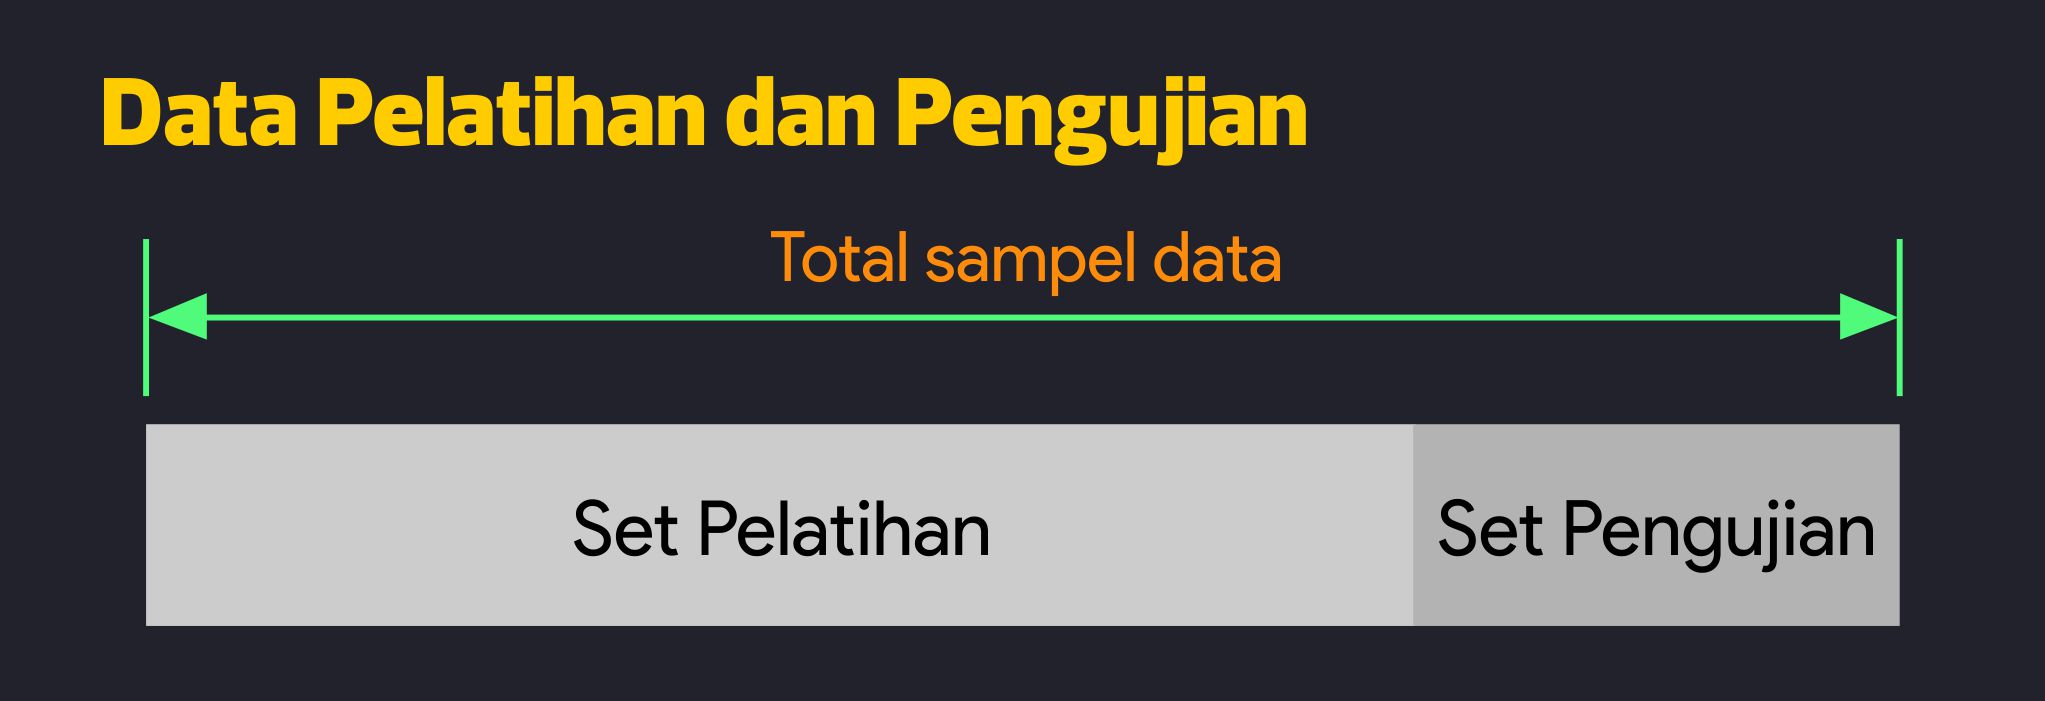 Data Pelatihan dan Pengujian
Total sampel data
Set Pelatihan
Set Pengujian